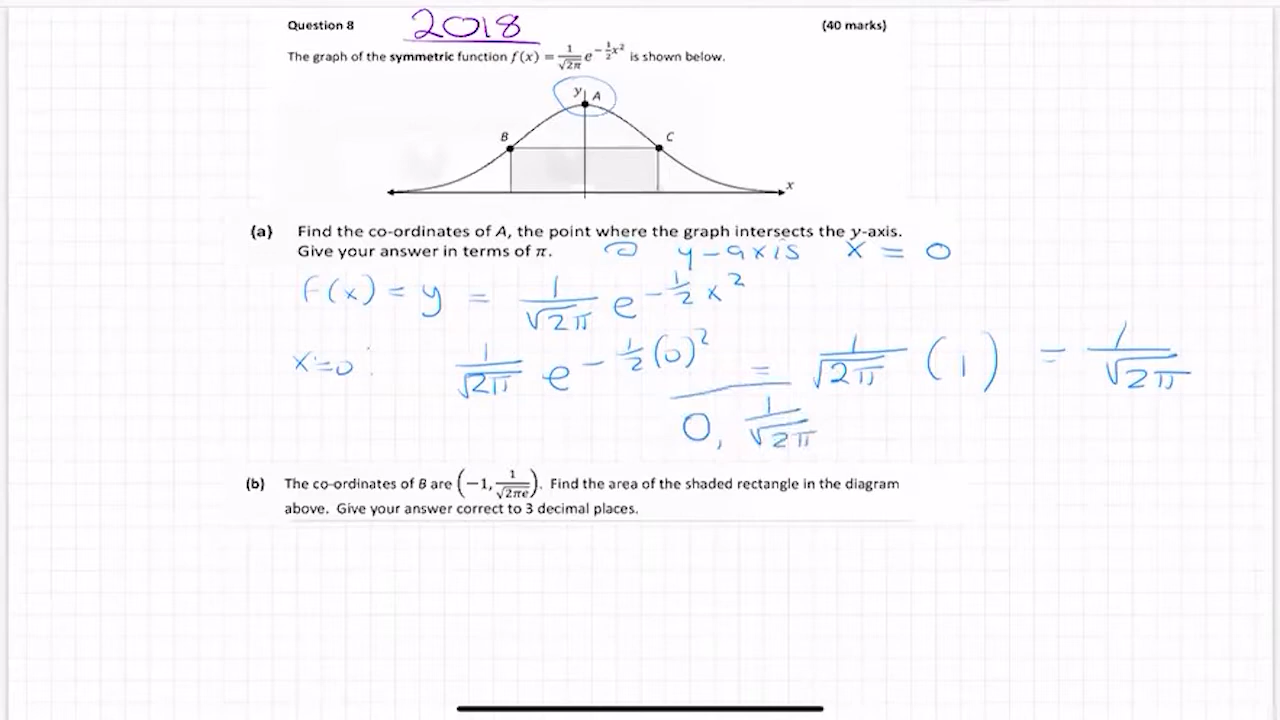 Question 8 2018 (40 marks)
The graph of the symmetric function f(x) = 1/√2π e^(-1/2 x²) is shown below.
y A
B C
x
(a) Find the co-ordinates of A, the point where the graph intersects the y-axis.
Give your answer in terms of π. y-axis x = 0
f(x) = y = 1/√2π e^(-1/2 x²)
x=0: 1/√2π e^(-1/2 (0)²) = 1/√2π (1) = 1/√2π
0, 1/√2π
(b) The co-ordinates of B are (−1, 1/√2πe). Find the area of the shaded rectangle in the diagram
above. Give your answer correct to 3 decimal places.